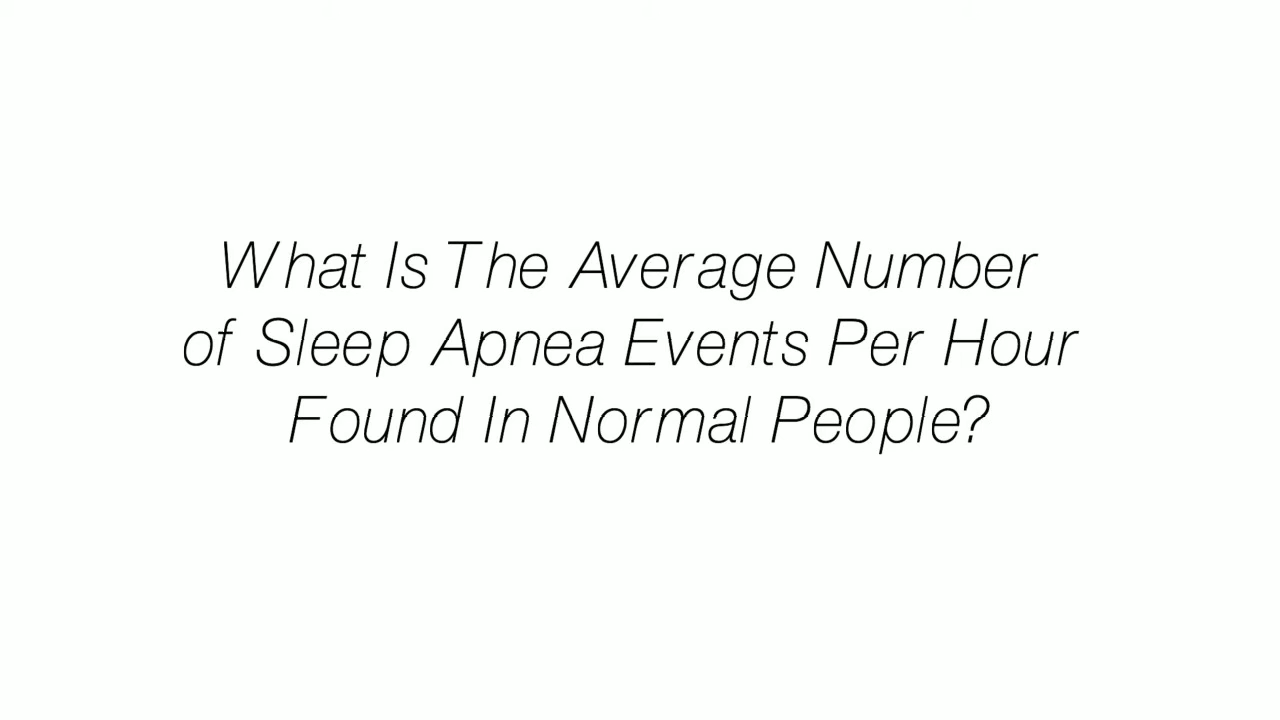 What Is The Average Number
of Sleep Apnea Events Per Hour
Found In Normal People?